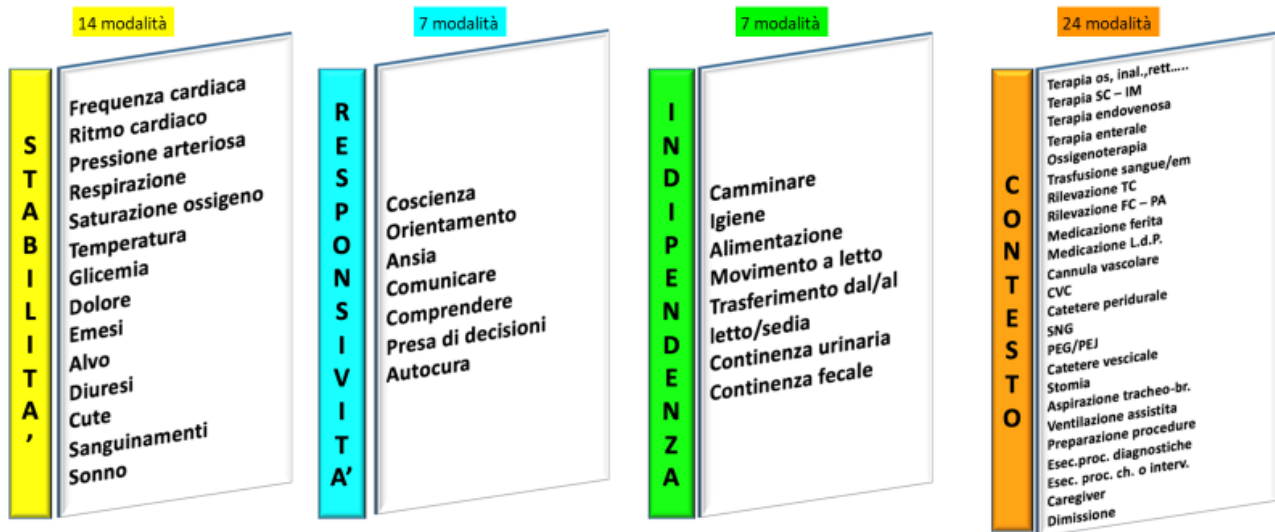 14 modalità
STABILITA'
Frequenza cardiaca
Ritmo cardiaco
Pressione arteriosa
Respirazione
Saturazione ossigeno
Temperatura
Glicemia
Dolore
Emesi
Alvo
Diuresi
Cute
Sanguinamenti
Sonno
7 modalità
RESPONSIVITA'
Coscienza
Orientamento
Ansia
Comunicare
Comprendere
Presa di decisioni
Autocura
7 modalità
INDIPENDENZA
Camminare
Igiene
Alimentazione
Movimento a letto
Trasferimento dal/al
letto/sedia
Continenza urinaria
Continenza fecale
24 modalità
CONTESTO
Terapia os, inal.,rett.....
Terapia SC – IM
Terapia endovenosa
Terapia enterale
Ossigenoterapia
Trasfusione sangue/em
Rilevazione TC
Rilevazione FC – PA
Medicazione ferita
Medicazione L.d.P.
Cannula vascolare
CVC
Catetere peridurale
SNG
PEG/PEJ
Catetere vescicale
Stomia
Aspirazione tracheo-br.
Ventilazione assistita
Preparazione procedure
Esec.proc. diagnostiche
Esec. proc. ch. o interv.
Caregiver
Dimissione